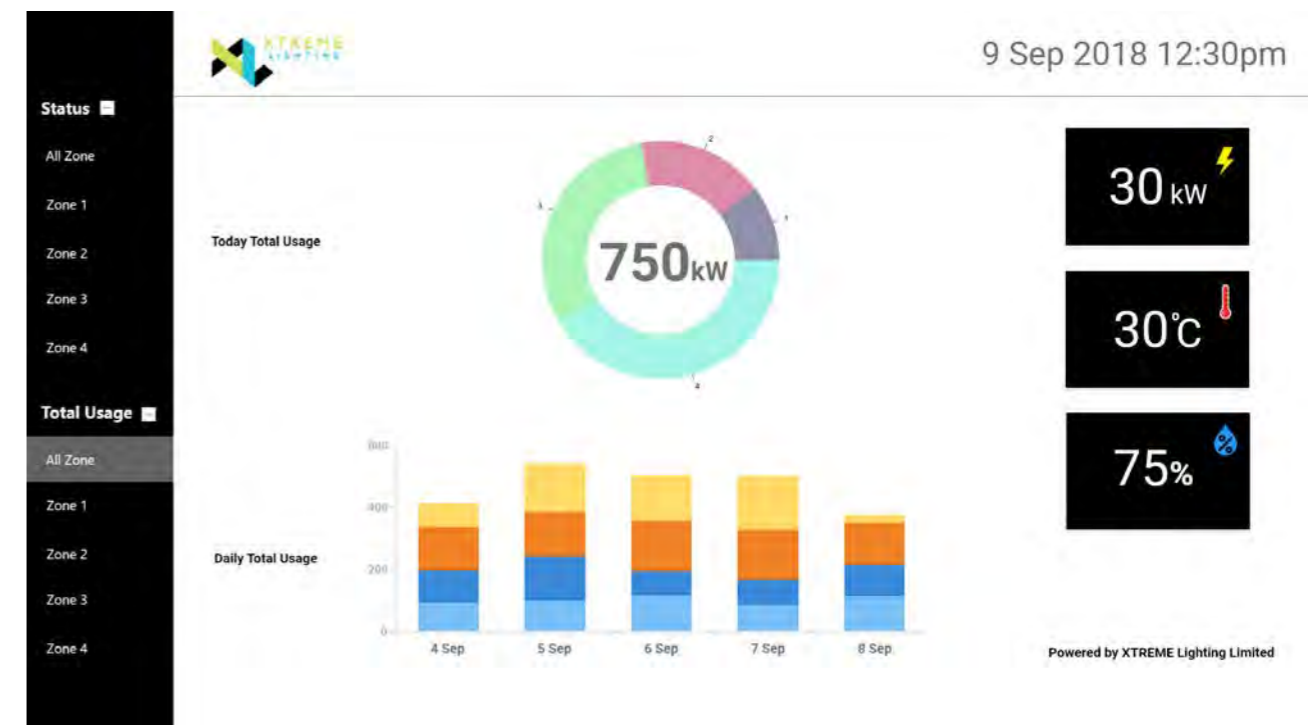 XTREME
LIGHTING
9 Sep 2018 12:30pm
Status
All Zone
Zone 1
Zone 2
Zone 3
Zone 4
Total Usage
All Zone
Zone 1
Zone 2
Zone 3
Zone 4
Today Total Usage
2
1
4
750kW
30 kW
30°C
75%
Daily Total Usage
400
200
0
4 Sep
5 Sep
6 Sep
7 Sep
8 Sep
Powered by XTREME Lighting Limited